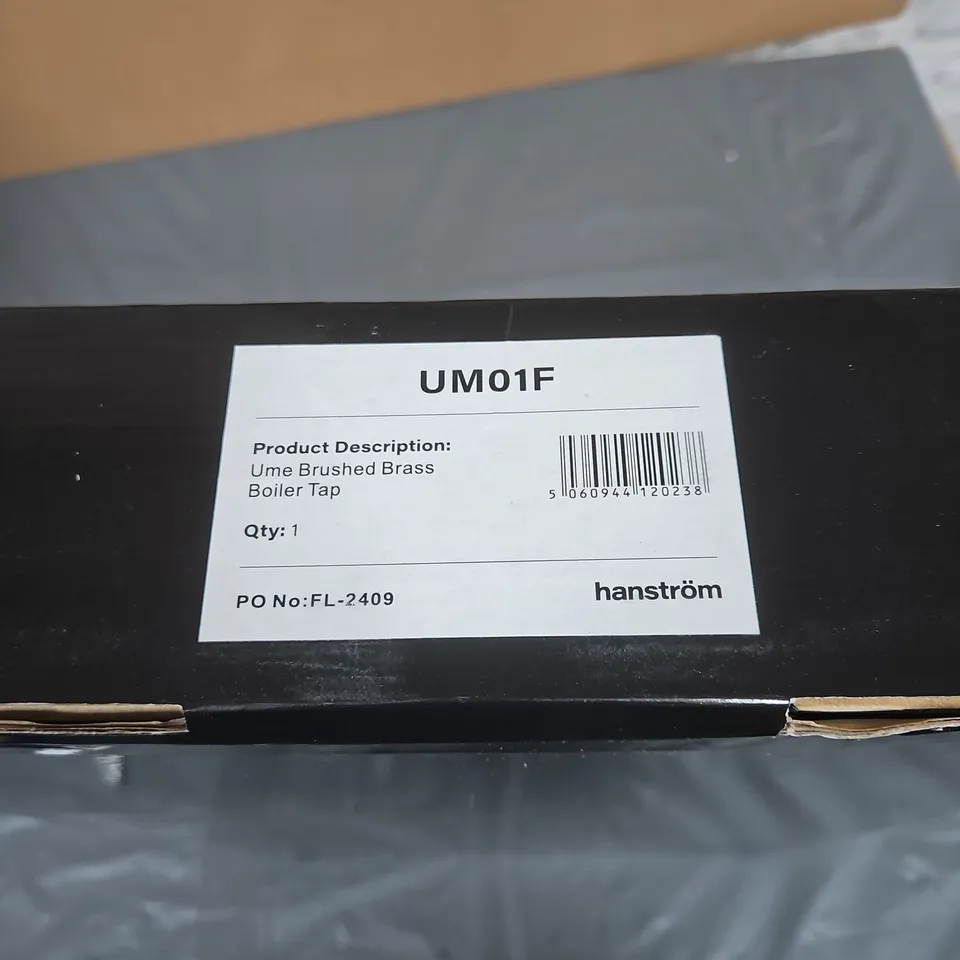 UM01F
Product Description:
Ume Brushed Brass
Boiler Tap
5 060944 120238
Qty: 1
PO No:FL-2409
hanström